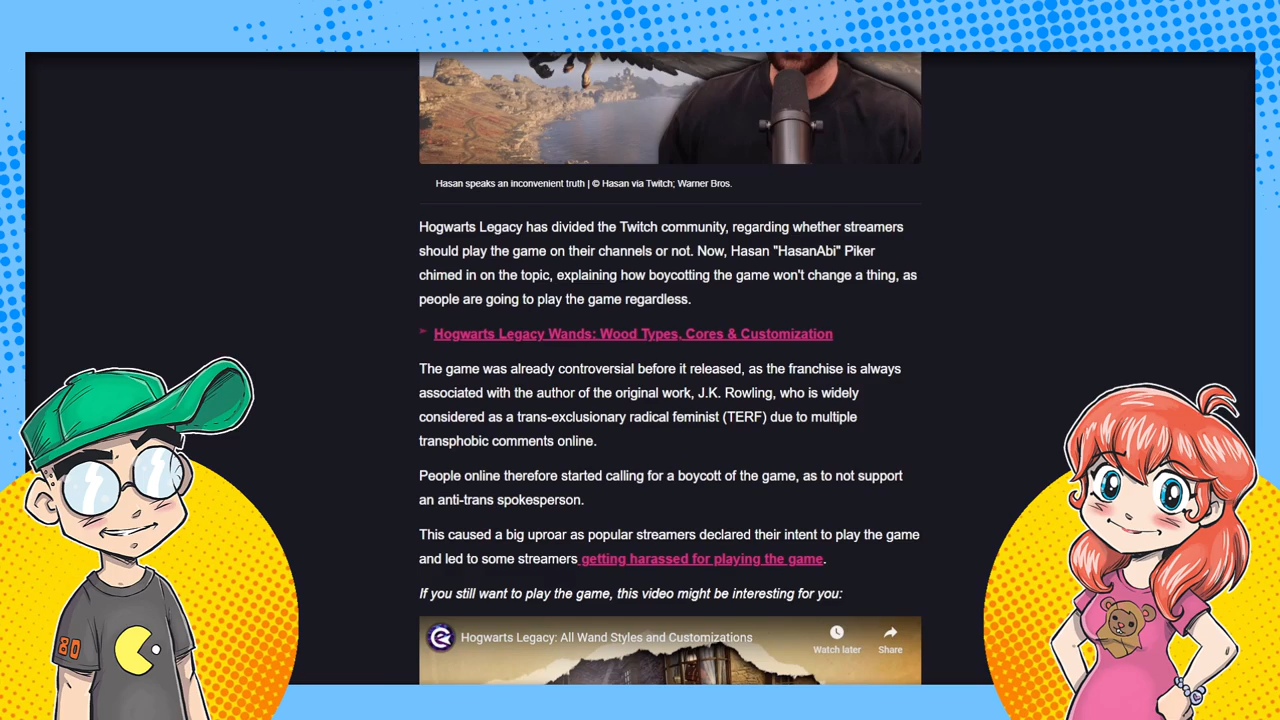 Hasan speaks an inconvenient truth | © Hasan via Twitch; Warner Bros.
Hogwarts Legacy has divided the Twitch community, regarding whether streamers
should play the game on their channels or not. Now, Hasan "HasanAbi" Piker
chimed in on the topic, explaining how boycotting the game won't change a thing, as
people are going to play the game regardless.
➢ Hogwarts Legacy Wands: Wood Types, Cores & Customization
The game was already controversial before it released, as the franchise is always
associated with the author of the original work, J.K. Rowling, who is widely
considered as a trans-exclusionary radical feminist (TERF) due to multiple
transphobic comments online.
People online therefore started calling for a boycott of the game, as to not support
an anti-trans spokesperson.
This caused a big uproar as popular streamers declared their intent to play the game
and led to some streamers getting harassed for playing the game.
If you still want to play the game, this video might be interesting for you:
Hogwarts Legacy: All Wand Styles and Customizations
Watch later
Share
80